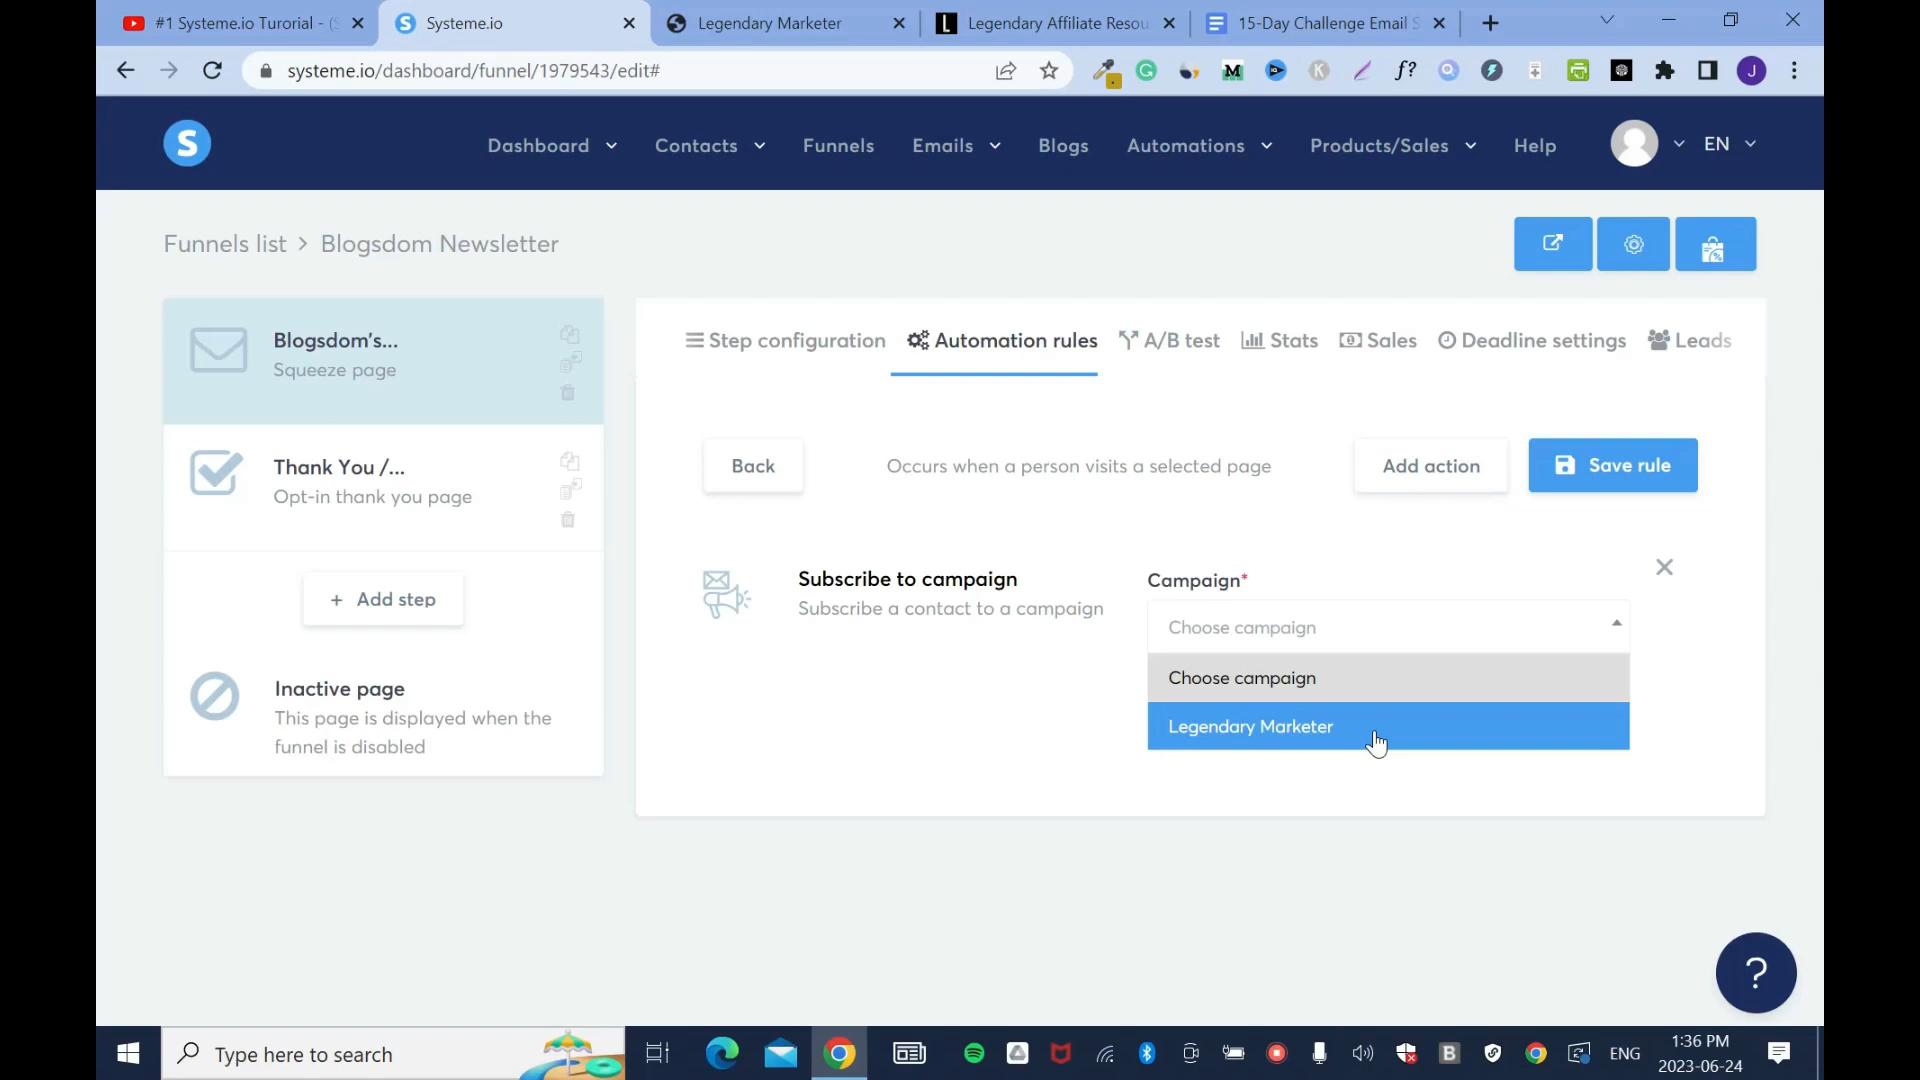 #1 Systeme.io Turorial - (
Systeme.io
Legendary Marketer
Legendary Affiliate Resou
15-Day Challenge Email S
systeme.io/dashboard/funnel/1979543/edit#
M
K
f?
J
S
Dashboard
Contacts
Funnels
Emails
Blogs
Automations
Products/Sales
Help
EN
Funnels list > Blogsdom Newsletter
Blogsdom's...
Squeeze page
Thank You /...
Opt-in thank you page
+ Add step
Inactive page
This page is displayed when the
funnel is disabled
Step configuration
Automation rules
A/B test
Stats
Sales
Deadline settings
Leads
Back
Occurs when a person visits a selected page
Add action
Save rule
Subscribe to campaign
Subscribe a contact to a campaign
Campaign*
Choose campaign
Choose campaign
Legendary Marketer
?
Type here to search
B
ENG
1:36 PM
2023-06-24